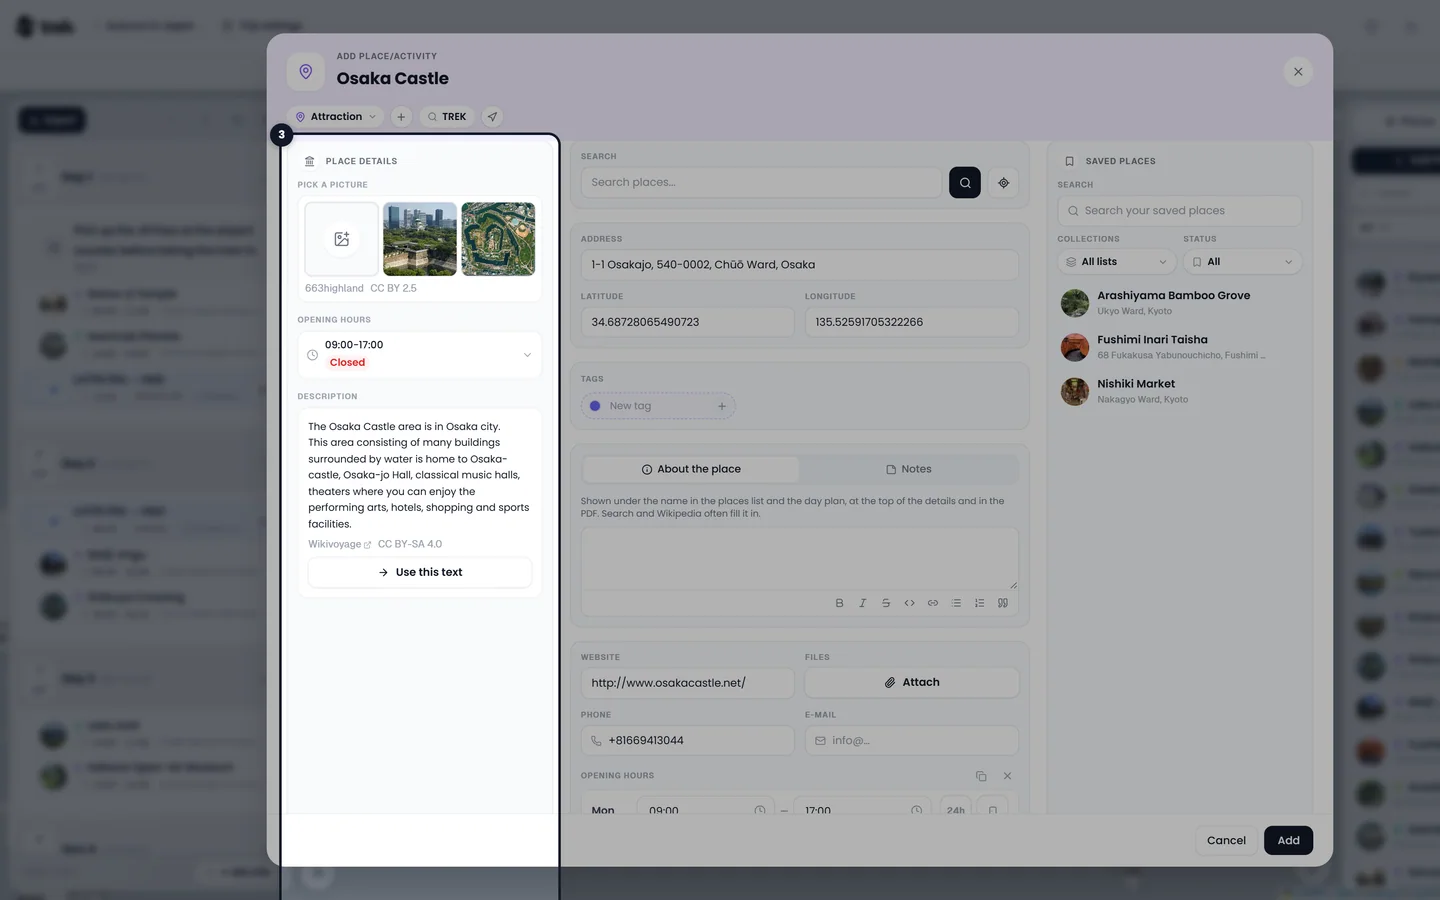 ADD PLACE/ACTIVITY
Osaka Castle
Attraction
TREK
3
PLACE DETAILS
PICK A PICTURE
663highland CC BY 2.5
OPENING HOURS
09:00-17:00
Closed
DESCRIPTION
The Osaka Castle area is in Osaka city.
This area consisting of many buildings
surrounded by water is home to Osaka-
castle, Osaka-jo Hall, classical music halls,
theaters where you can enjoy the
performing arts, hotels, shopping and sports
facilities.
Wikivoyage CC BY-SA 4.0
Use this text
SEARCH
Search places...
ADDRESS
1-1 Osakajo, 540-0002, Chūō Ward, Osaka
LATITUDE
LONGITUDE
34.68728065490723
135.52591705322266
TAGS
New tag
About the place
Notes
Shown under the name in the places list and the day plan, at the top of the details and in the
PDF. Search and Wikipedia often fill it in.
WEBSITE
FILES
http://www.osakacastle.net/
Attach
PHONE
E-MAIL
+81669413044
info@...
OPENING HOURS
Mon
09:00
–
17:00
24h
SAVED PLACES
SEARCH
Search your saved places
COLLECTIONS
STATUS
All lists
All
Arashiyama Bamboo Grove
Ukyo Ward, Kyoto
Fushimi Inari Taisha
68 Fukakusa Yabunouchicho, Fushimi ...
Nishiki Market
Nakagyo Ward, Kyoto
Cancel
Add